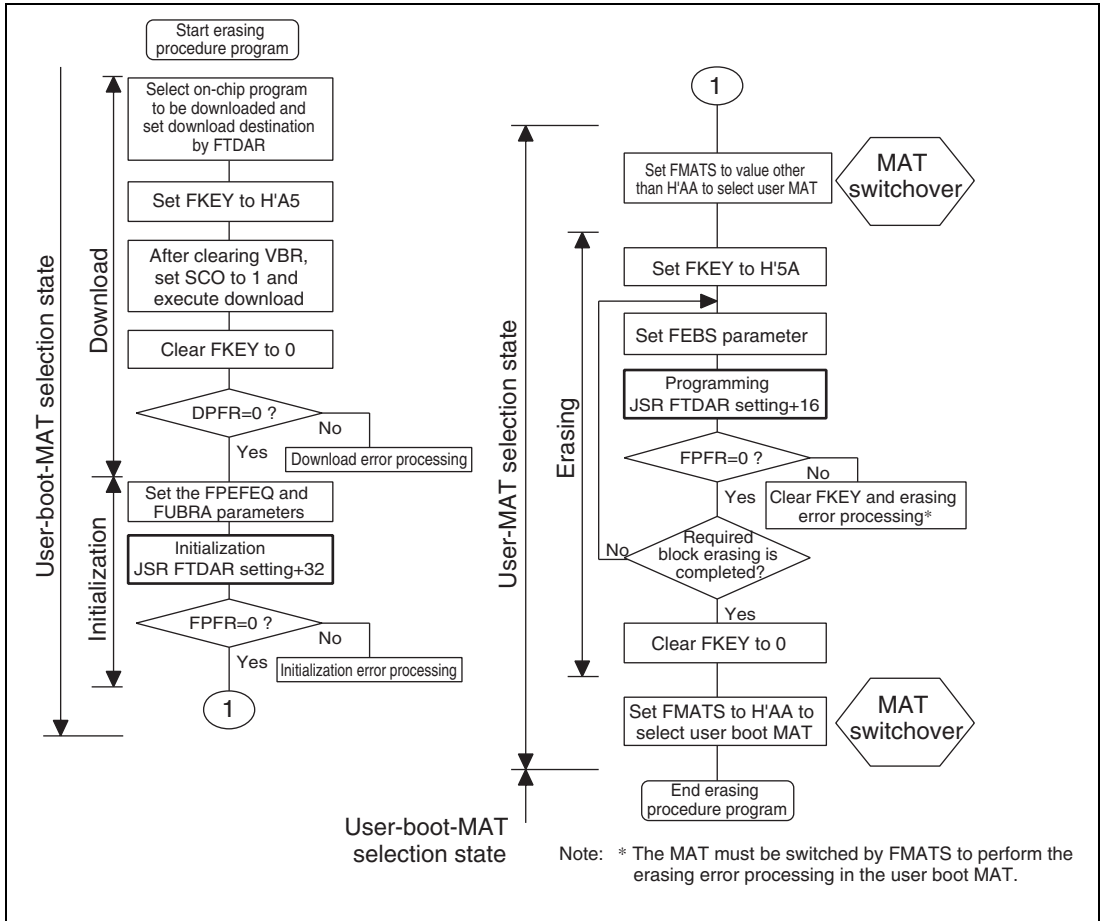 Start erasing
procedure program
Select on-chip program
to be downloaded and
set download destination
by FTDAR
Set FKEY to H'A5
After clearing VBR,
set SCO to 1 and
execute download
Clear FKEY to 0
DPFR=0 ?
No
Yes
Download error processing
Set the FPEFEQ and
FUBRA parameters
Initialization
JSR FTDAR setting+32
FPFR=0 ?
No
Yes
Initialization error processing
1
User-boot-MAT selection state
Download
Initialization
1
Set FMATS to value other
than H'AA to select user MAT
MAT
switchover
Set FKEY to H'5A
Set FEBS parameter
Programming
JSR FTDAR setting+16
FPFR=0 ?
No
Yes
Clear FKEY and erasing
error processing*
Required
block erasing is
completed?
No
Yes
Clear FKEY to 0
Set FMATS to H'AA to
select user boot MAT
MAT
switchover
End erasing
procedure program
User-MAT selection state
Erasing
User-boot-MAT
selection state
Note: * The MAT must be switched by FMATS to perform the
erasing error processing in the user boot MAT.